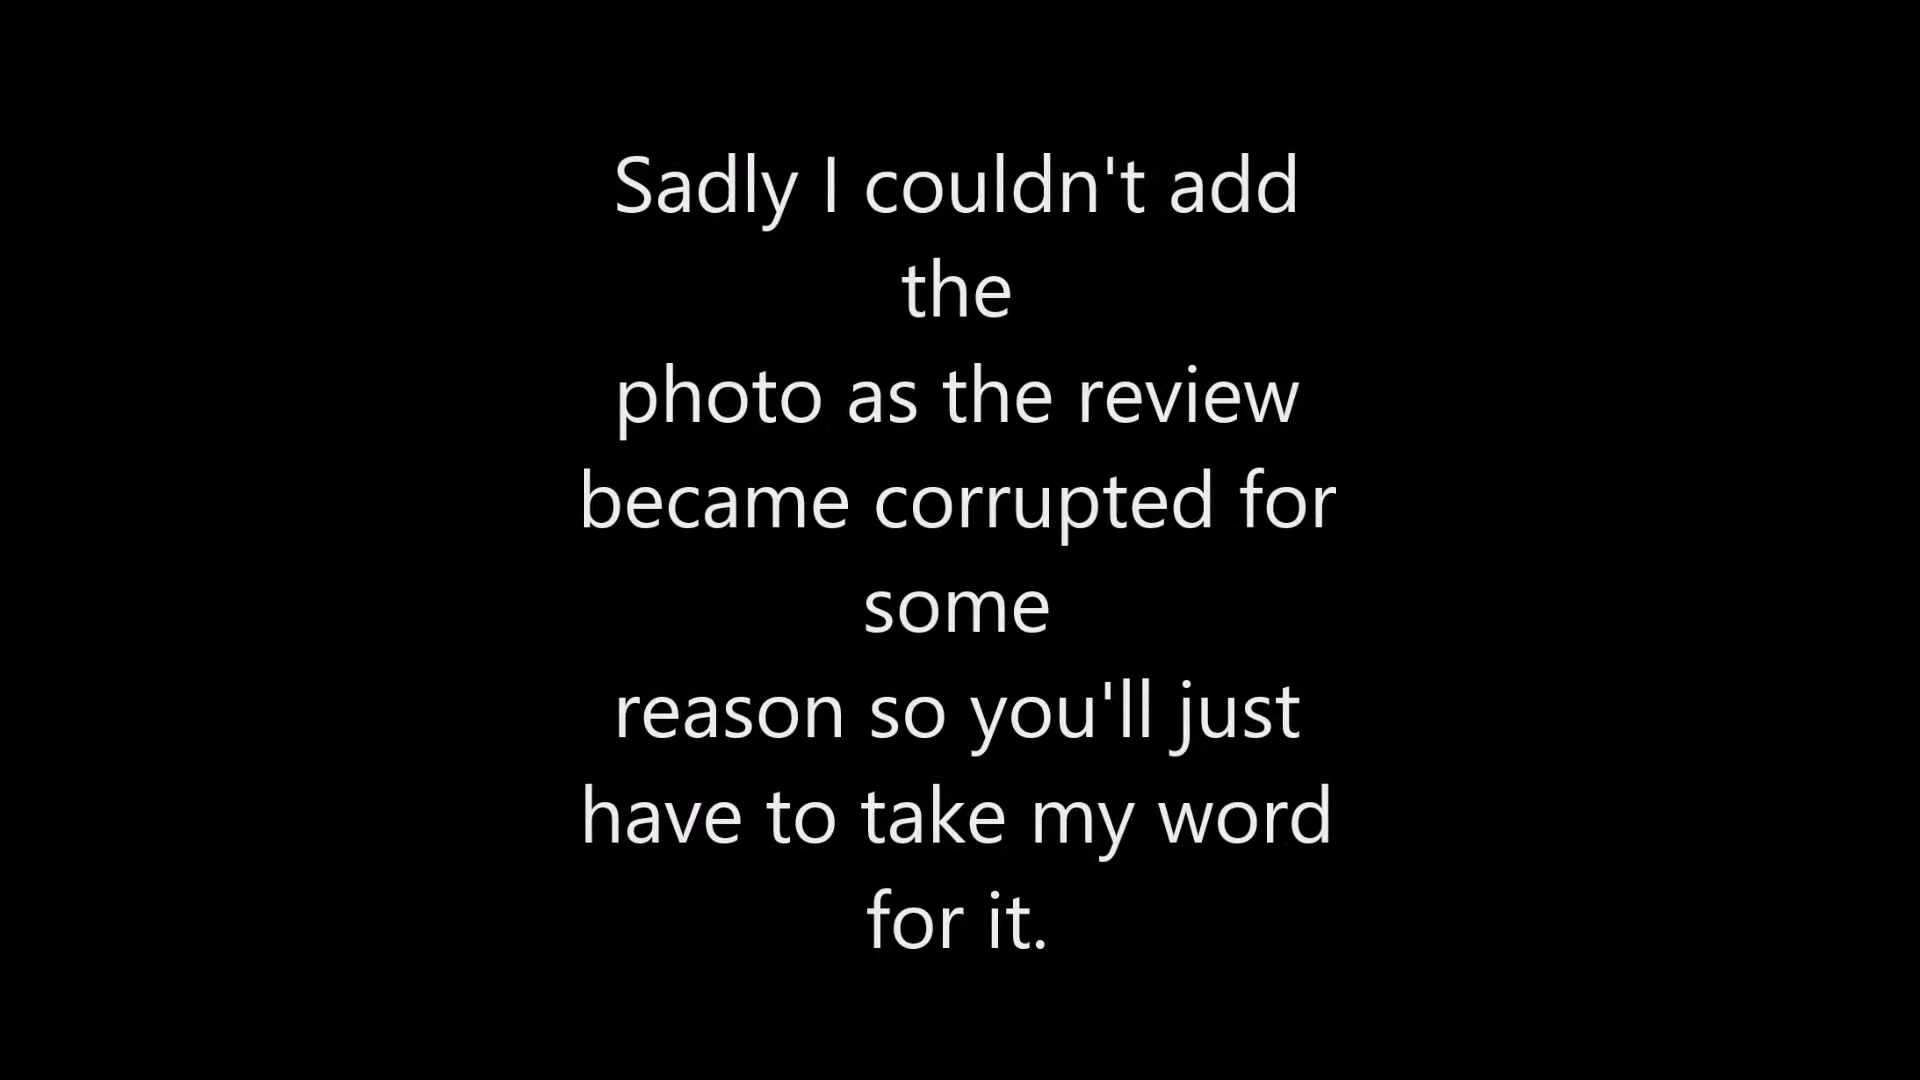 Sadly I couldn't add
the
photo as the review
became corrupted for
some
reason so you'll just
have to take my word
for it.